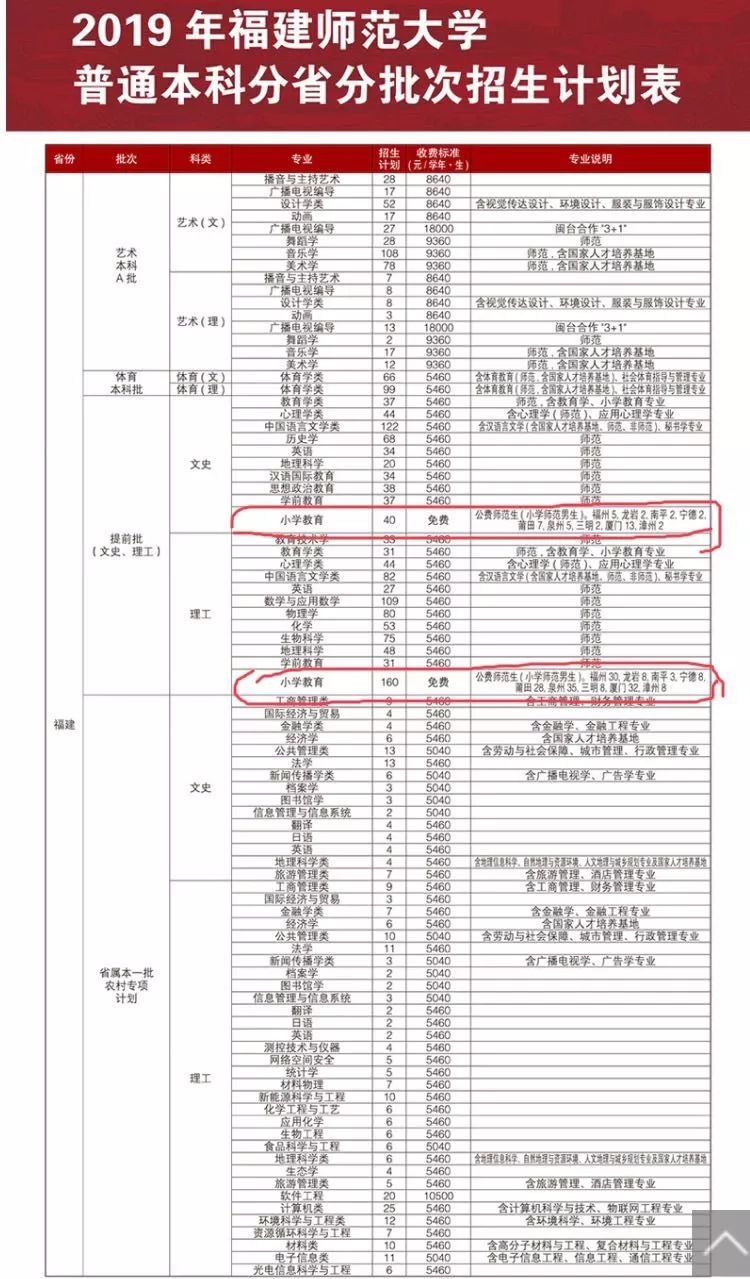 2019 年福建师范大学
普通本科分省分批次招生计划表
省份 批次 科类 专业 招生计划 收费标准(元/学年·生) 专业说明
福建
艺术本科A批
艺术(文)
播音与主持艺术 28 8640
广播电视编导 17 8640
设计学类 52 8640 含视觉传达设计、环境设计、服装与服饰设计专业
动画 17 8640
广播电视编导 27 18000 闽台合作"3+1"
舞蹈学 28 9360 师范
音乐学 108 9360 师范,含国家人才培养基地
美术学 78 9360 师范,含国家人才培养基地
艺术(理)
播音与主持艺术 7 8640
广播电视编导 8 8640
设计学类 8 8640 含视觉传达设计、环境设计、服装与服饰设计专业
动画 3 8640
广播电视编导 13 18000 闽台合作"3+1"
舞蹈学 2 9360 师范
音乐学 17 9360 师范,含国家人才培养基地
美术学 12 9360 师范,含国家人才培养基地
体育本科批
体育(文) 体育学类 66 5460 含体育教育(师范,含国家人才培养基地)、社会体育指导与管理专业
体育(理) 体育学类 99 5460 含体育教育(师范,含国家人才培养基地)、社会体育指导与管理专业
提前批(文史、理工)
文史
教育学类 37 5460 师范,含教育学、小学教育专业
心理学类 44 5460 含心理学(师范)、应用心理学专业
中国语言文学类 122 5460 含汉语言文学(含国家人才培养基地、师范、非师范)、秘书学专业
历史学 68 5460 师范
英语 34 5460 师范
地理科学 20 5460 师范
汉语国际教育 34 5460 师范
思想政治教育 38 5460 师范
学前教育 37 5460 师范
小学教育 40 免费 公费师范生(小学师范男生)。福州 5, 龙岩 2, 南平 2, 宁德 2,
莆田 7, 泉州 5, 三明 2, 厦门 13, 漳州 2
理工
教育技术学 33 5460 师范
教育学类 31 5460 师范,含教育学、小学教育专业
心理学类 44 5460 含心理学(师范)、应用心理学专业
中国语言文学类 82 5460 含汉语言文学(含国家人才培养基地、师范、非师范)、秘书学专业
英语 27 5460 师范
数学与应用数学 109 5460 师范
物理学 80 5460 师范
化学 53 5460 师范
生物科学 75 5460 师范
地理科学 48 5460 师范
学前教育 31 5460 师范
小学教育 160 免费 公费师范生(小学师范男生)。福州 30, 龙岩 8, 南平 3, 宁德 8,
莆田 28, 泉州 35, 三明 8, 厦门 32, 漳州 8
省属本一批农村专项计划
文史
工商管理类 9 5460 含工商管理、财务管理专业
国际经济与贸易 4 5460
金融学类 4 5460 含金融学、金融工程专业
经济学 6 5460 含国家人才培养基地
公共管理类 13 5040 含劳动与社会保障、城市管理、行政管理专业
法学 13 5460
新闻传播学类 6 5040 含广播电视学、广告学专业
档案学 3 5040
图书馆学 3 5040
信息管理与信息系统 2 5040
翻译 4 5460
日语 4 5460
英语 4 5460
地理科学类 4 5460 含地理信息科学、自然地理与资源环境、人文地理与城乡规划专业及国家人才培养基地
旅游管理类 7 5460 含旅游管理、酒店管理专业
理工
工商管理类 9 5460 含工商管理、财务管理专业
国际经济与贸易 3 5460
金融学类 7 5460 含金融学、金融工程专业
经济学 6 5460 含国家人才培养基地
公共管理类 10 5040 含劳动与社会保障、城市管理、行政管理专业
法学 11 5460
新闻传播学类 3 5040 含广播电视学、广告学专业
档案学 2 5040
图书馆学 2 5040
信息管理与信息系统 3 5040
翻译 2 5460
日语 2 5460
英语 2 5460
测控技术与仪器 4 5460
网络空间安全 5 5460
统计学 5 5460
材料物理 7 5460
新能源科学与工程 10 5460
化学工程与工艺 6 5460
应用化学 6 5460
生物工程 6 5460
食品科学与工程 6 5040
地理科学类 6 5460 含地理信息科学、自然地理与资源环境、人文地理与城乡规划专业及国家人才培养基地
生态学 4 5460
旅游管理类 5 5460 含旅游管理、酒店管理专业
软件工程 20 10500
计算机类 25 5460 含计算机科学与技术、物联网工程专业
环境科学与工程类 12 5460 含环境科学、环境工程专业
资源循环科学与工程 7 5460
材料类 10 5460 含高分子材料与工程、复合材料与工程专业
电子信息类 11 5040 含电子信息工程、信息工程、通信工程专业
光电信息科学与工程 6 5460